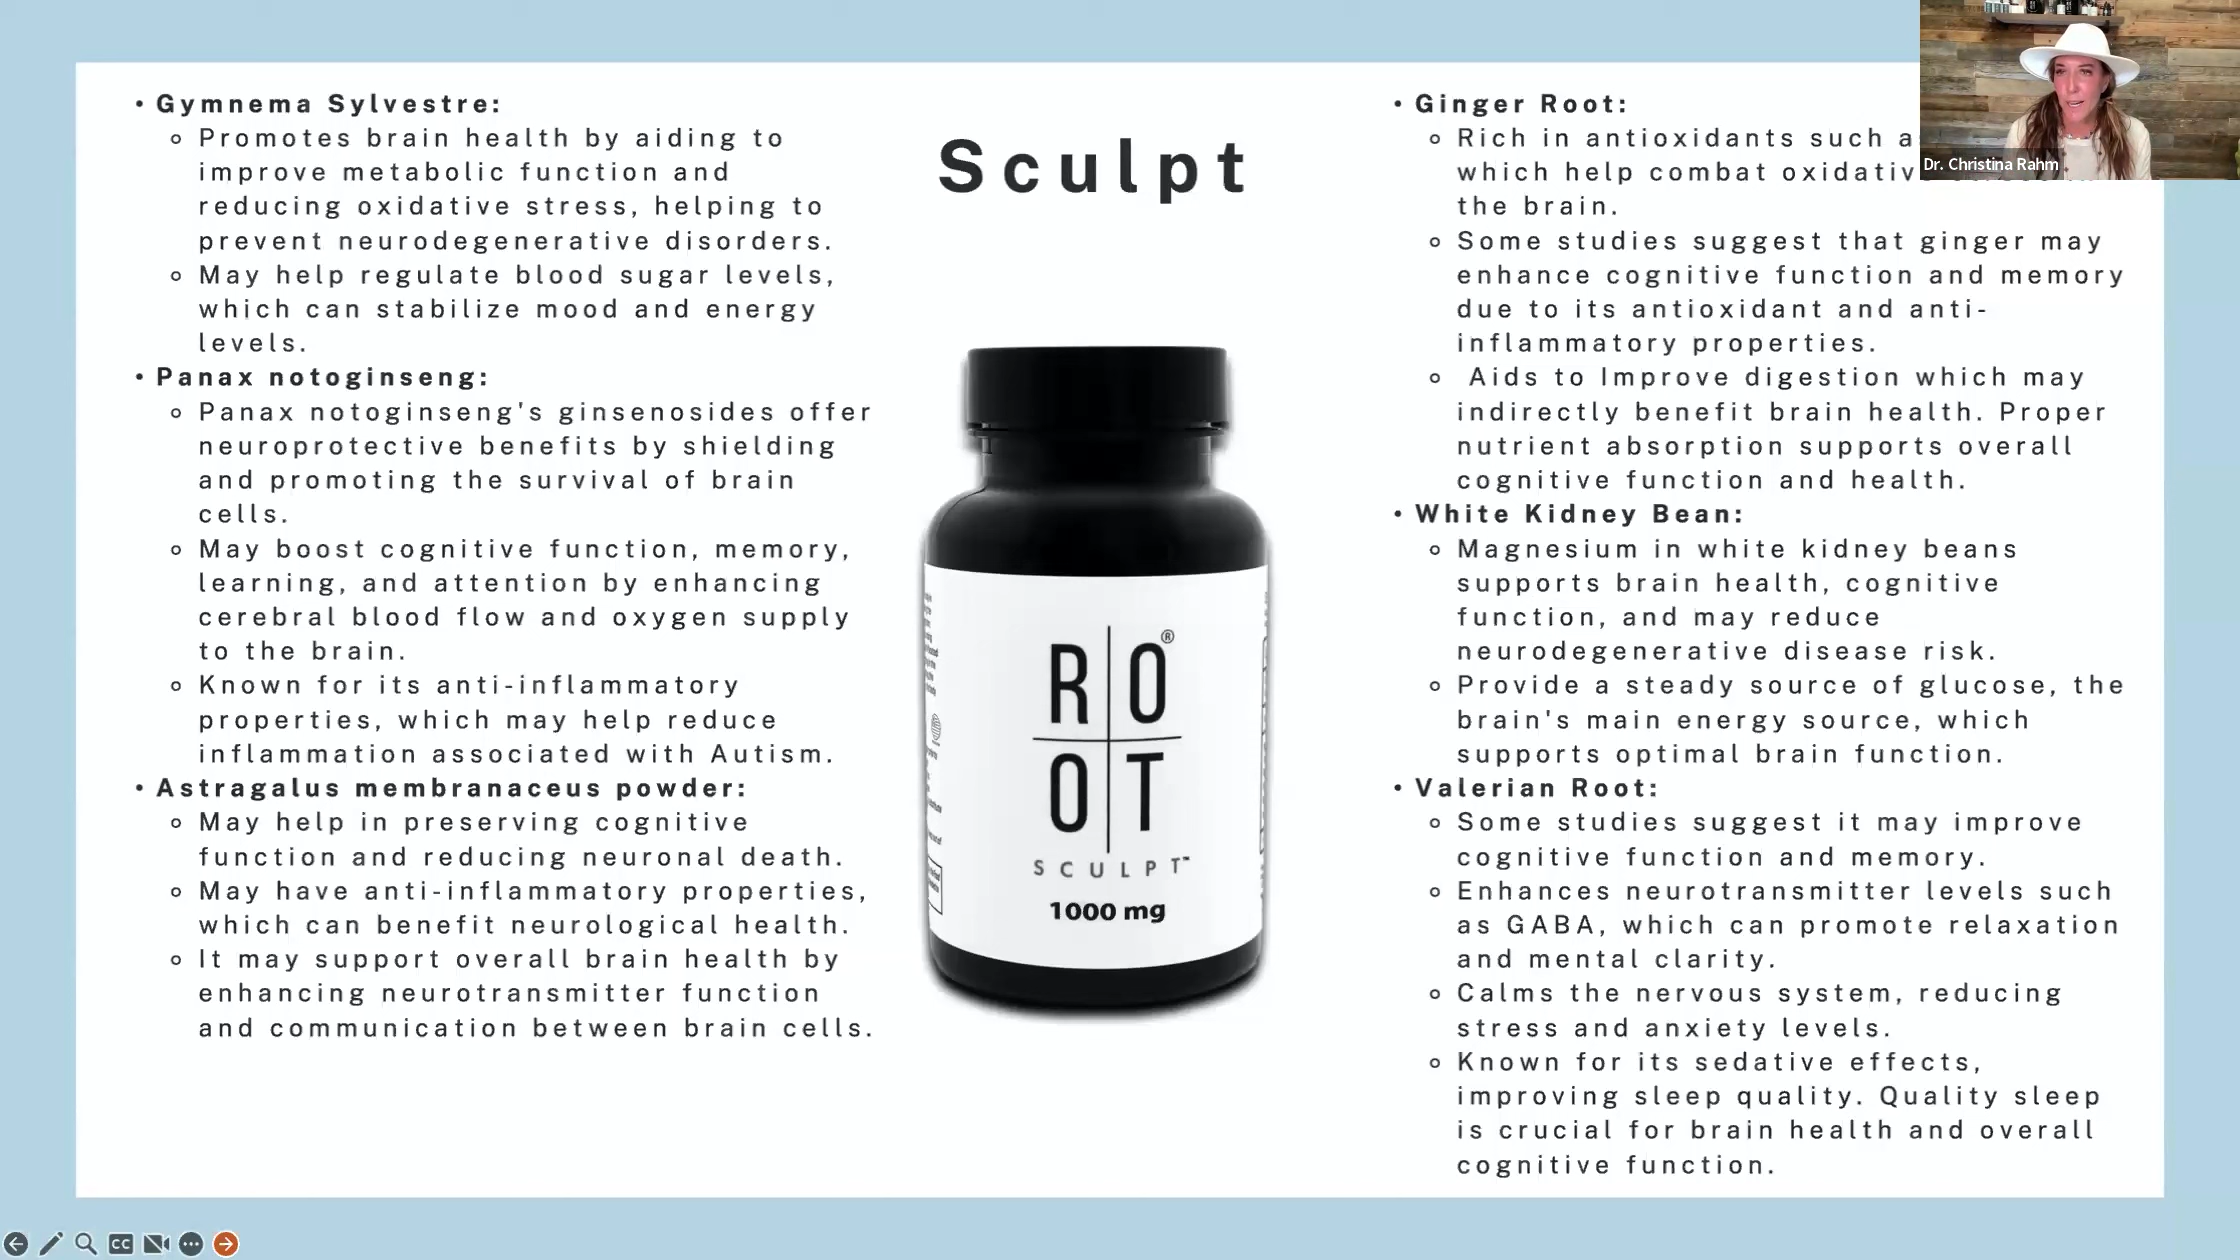 • Gymnema Sylvestre:
◦ Promotes brain health by aiding to
improve metabolic function and
reducing oxidative stress, helping to
prevent neurodegenerative disorders.
◦ May help regulate blood sugar levels,
which can stabilize mood and energy
levels.
• Panax notoginseng:
◦ Panax notoginseng's ginsenosides offer
neuroprotective benefits by shielding
and promoting the survival of brain
cells.
◦ May boost cognitive function, memory,
learning, and attention by enhancing
cerebral blood flow and oxygen supply
to the brain.
◦ Known for its anti-inflammatory
properties, which may help reduce
inflammation associated with Autism.
• Astragalus membranaceus powder:
◦ May help in preserving cognitive
function and reducing neuronal death.
◦ May have anti-inflammatory properties,
which can benefit neurological health.
◦ It may support overall brain health by
enhancing neurotransmitter function
and communication between brain cells.
Sculpt
RO®
OT
SCULPT™
1000 mg
• Ginger Root:
◦ Rich in antioxidants such
which help combat
the brain.
◦ Some studies suggest that ginger may
enhance cognitive function and memory
due to its antioxidant and anti-
inflammatory properties.
◦ Aids to Improve digestion which may
indirectly benefit brain health. Proper
nutrient absorption supports overall
cognitive function and health.
• White Kidney Bean:
◦ Magnesium in white kidney beans
supports brain health, cognitive
function, and may reduce
neurodegenerative disease risk.
◦ Provide a steady source of glucose, the
brain's main energy source, which
supports optimal brain function.
• Valerian Root:
◦ Some studies suggest it may improve
cognitive function and memory.
◦ Enhances neurotransmitter levels such
as GABA, which can promote relaxation
and mental clarity.
◦ Calms the nervous system, reducing
stress and anxiety levels.
◦ Known for its sedative effects,
improving sleep quality. Quality sleep
is crucial for brain health and overall
cognitive function.
Dr. Christina Rahm
CC